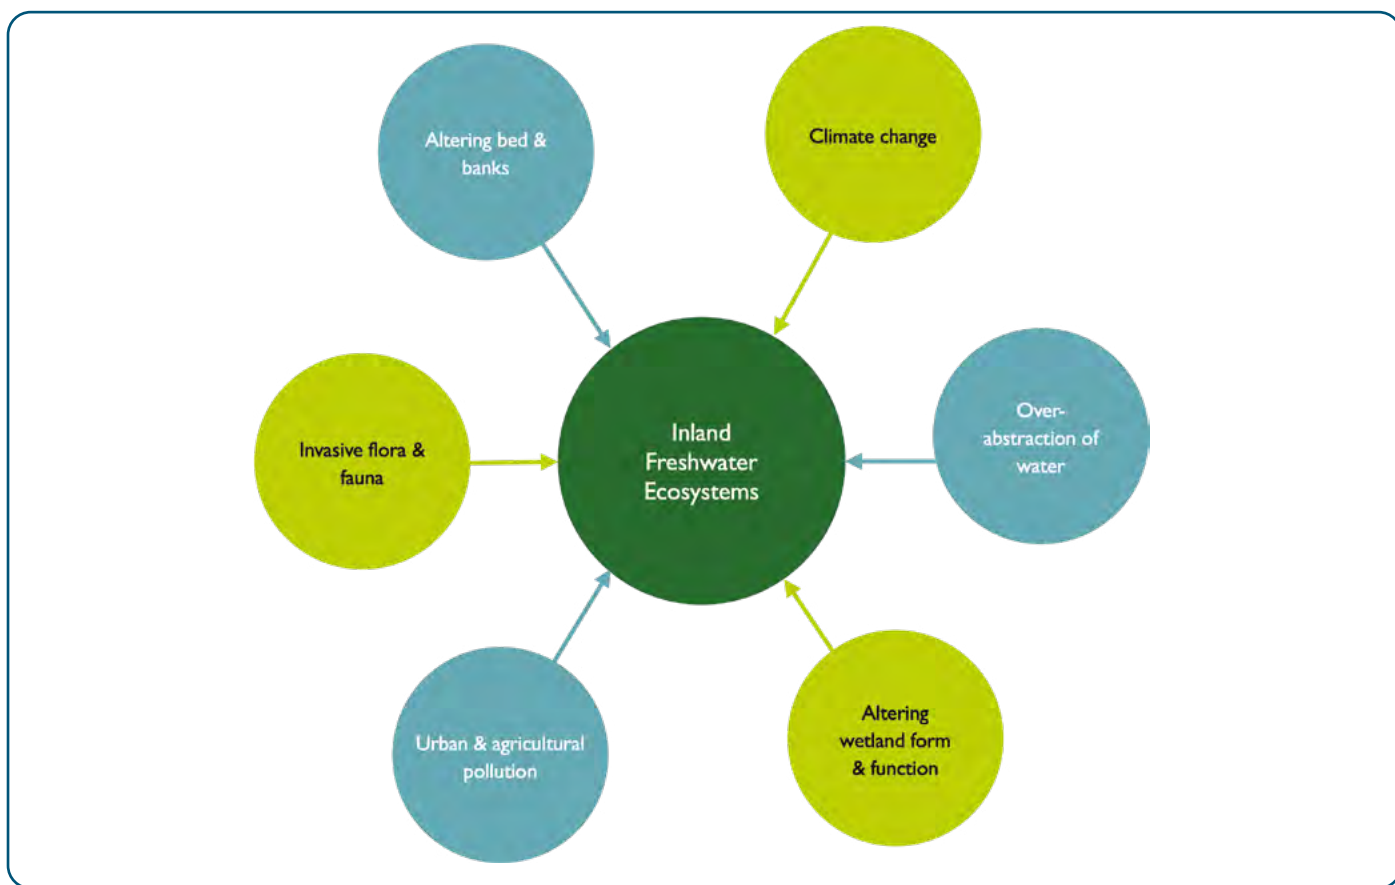 Altering bed &
banks
Climate change
Invasive flora &
fauna
Inland
Freshwater
Ecosystems
Over-
abstraction of
water
Urban & agricultural
pollution
Altering
wetland form
& function